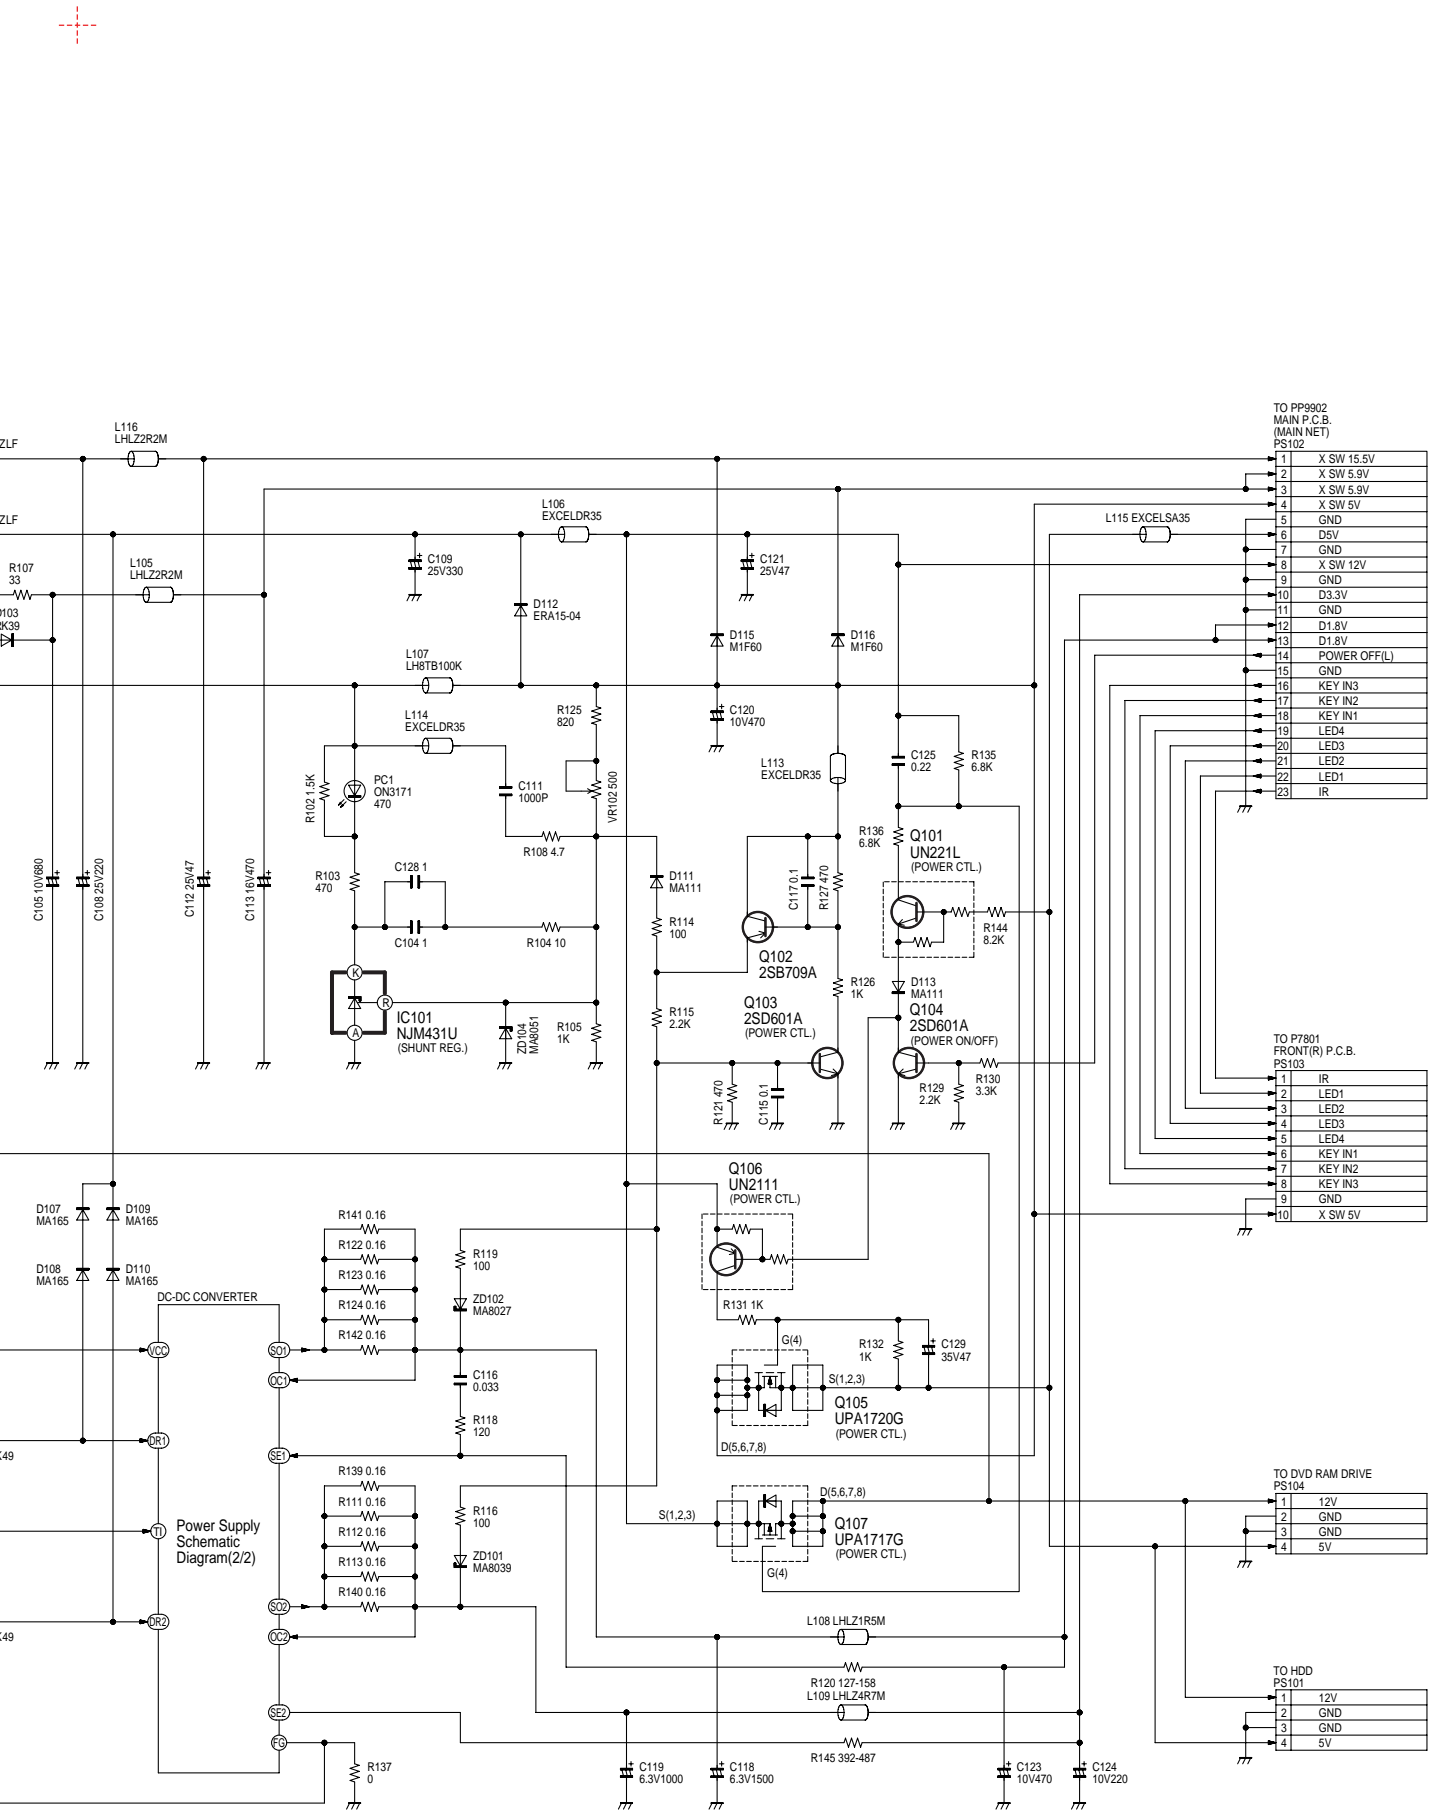 TO PP9902
MAIN P.C.B.
(MAIN NET)
PS102
1 X SW 15.5V
2 X SW 5.9V
3 X SW 5.9V
4 X SW 5V
5 GND
6 D5V
7 GND
8 X SW 12V
9 GND
10 D3.3V
11 GND
12 D1.8V
13 D1.8V
14 POWER OFF(L)
15 GND
16 KEY IN3
17 KEY IN2
18 KEY IN1
19 LED4
20 LED3
21 LED2
22 LED1
23 IR
L116
LHLZ2R2M
ZLF
ZLF
L106
EXCELDR35
L115 EXCELSA35
R107
33
L105
LHLZ2R2M
C109
25V330
C121
25V47
D103
RK39
D112
ERA15-04
D115
M1F60
D116
M1F60
L107
LH8TB100K
L114
EXCELDR35
R125
820
C120
10V470
L113
EXCELDR35
C125
0.22
R135
6.8K
R102 1.5K
PC1
ON3171
470
C111
1000P
VR102 500
R108 4.7
R136
6.8K
Q101
UN221L
(POWER CTL.)
C105 10V680
C108 25V220
C112 25V47
C113 16V470
R103
470
C128 1
C104 1
R104 10
D111
MA111
R114
100
C117 0.1
R127 470
R144
8.2K
Q102
2SB709A
K
R
A
IC101
NJM431U
(SHUNT REG.)
ZD104
MA8051
R105
1K
R115
2.2K
Q103
2SD601A
(POWER CTL.)
R126
1K
D113
MA111
Q104
2SD601A
(POWER ON/OFF)
R121 470
C115 0.1
R129
2.2K
R130
3.3K
TO P7801
FRONT(R) P.C.B.
PS103
1 IR
2 LED1
3 LED2
4 LED3
5 LED4
6 KEY IN1
7 KEY IN2
8 KEY IN3
9 GND
10 X SW 5V
Q106
UN2111
(POWER CTL.)
D107
MA165
D109
MA165
D108
MA165
D110
MA165
R141 0.16
R122 0.16
R123 0.16
R124 0.16
R142 0.16
R119
100
ZD102
MA8027
DC-DC CONVERTER
VCC
SO1
OC1
DR1
SE1
TI
Power Supply
Schematic
Diagram(2/2)
DR2
SO2
OC2
SE2
FG
R131 1K
G(4)
R132
1K
C129
35V47
C116
0.033
S(1,2,3)
Q105
UPA1720G
(POWER CTL.)
R118
120
D(5,6,7,8)
K49
R139 0.16
R111 0.16
R112 0.16
R113 0.16
R140 0.16
R116
100
ZD101
MA8039
S(1,2,3)
D(5,6,7,8)
Q107
UPA1717G
(POWER CTL.)
G(4)
TO DVD RAM DRIVE
PS104
1 12V
2 GND
3 GND
4 5V
K49
L108 LHLZ1R5M
R120 127-158
L109 LHLZ4R7M
R145 392-487
R137
0
C119
6.3V1000
C118
6.3V1500
C123
10V470
C124
10V220
TO HDD
PS101
1 12V
2 GND
3 GND
4 5V